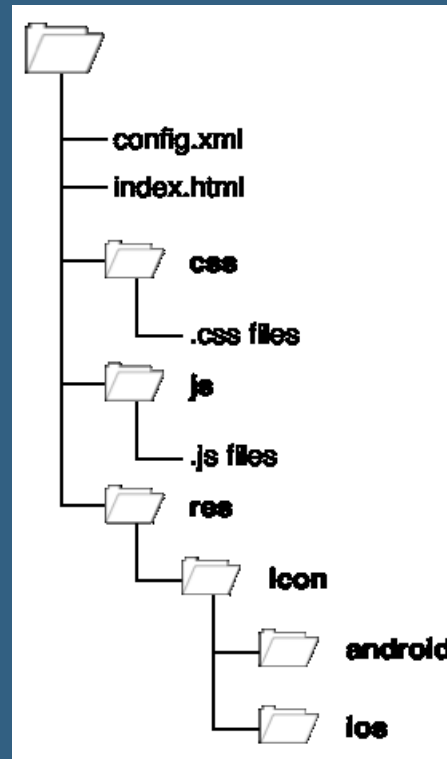 config.xml
index.html
css
.css files
js
.js files
res
icon
android
ios